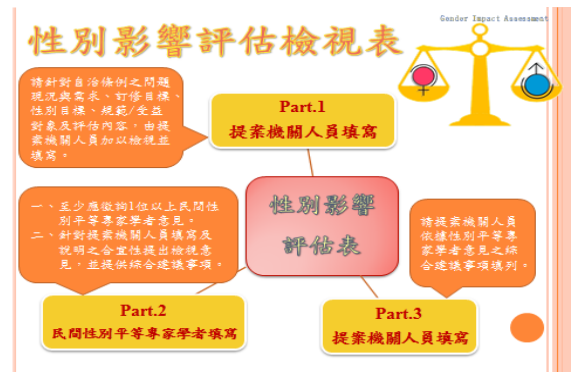 Gender Impact Assessment
性別影響評估檢視表
請針對自治條例之問題
現況與需求、訂修目標、
性別目標、規範/受益
對象及評估內容,由提
案機關人員加以檢視並
填寫。
Part.1
提案機關人員填寫
性別影響
評估表
一、至少應徵詢1位以上民間性
別平等專家學者意見。
二、針對提案機關人員填寫及
說明之合宜性提出檢視意
見,並提供綜合建議事項。
請提案機關人員
依據性別平等專
家學者意見之綜
合建議事項填列。
Part.2
民間性別平等專家學者填寫
Part.3
提案機關人員填寫